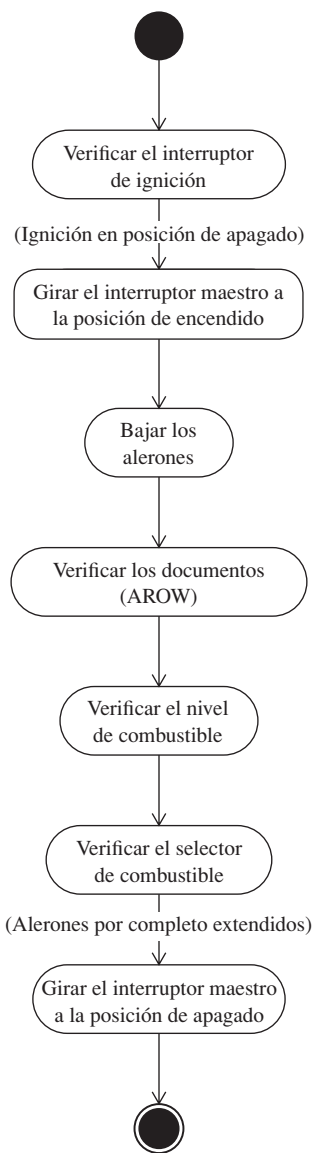 Verificar el interruptor
de ignición
(Ignición en posición de apagado)
Girar el interruptor maestro a
la posición de encendido
Bajar los
alerones
Verificar los documentos
(AROW)
Verificar el nivel
de combustible
Verificar el selector
de combustible
(Alerones por completo extendidos)
Girar el interruptor maestro
a la posición de apagado